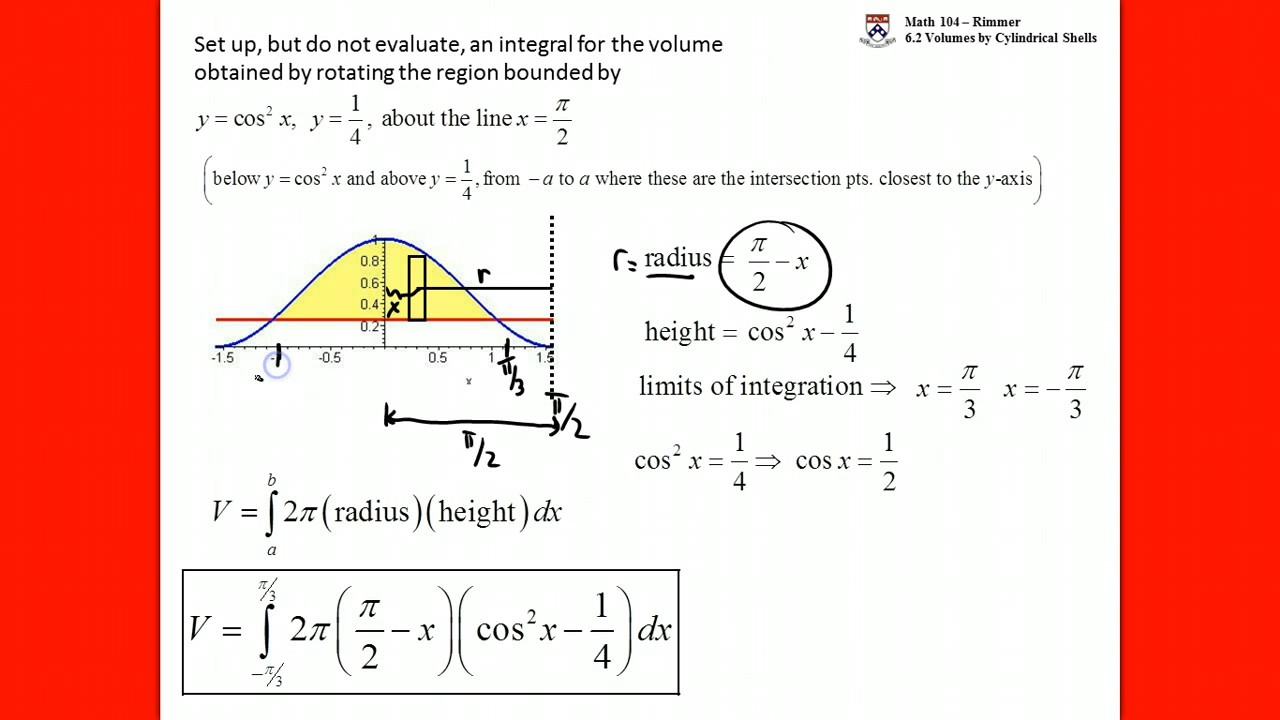 Math 104 – Rimmer
6.2 Volumes by Cylindrical Shells
Set up, but do not evaluate, an integral for the volume
obtained by rotating the region bounded by
y = cos² x, y = 1/4, about the line x = π/2
(below y = cos² x and above y = 1/4, from −a to a where these are the intersection pts. closest to the y-axis)
1
0.8
0.6
0.4
0.2
-1.5 -1 -0.5 0.5 1 1.5
x
r
x
π/3
π/2
π/2
r = radius = π/2 − x
height = cos² x − 1/4
limits of integration ⇒ x = π/3 x = −π/3
cos² x = 1/4 ⇒ cos x = 1/2
V = ∫ₐᵇ 2π(radius)(height)dx
V = ∫_{−π/3}^{π/3} 2π(π/2 − x)(cos² x − 1/4)dx